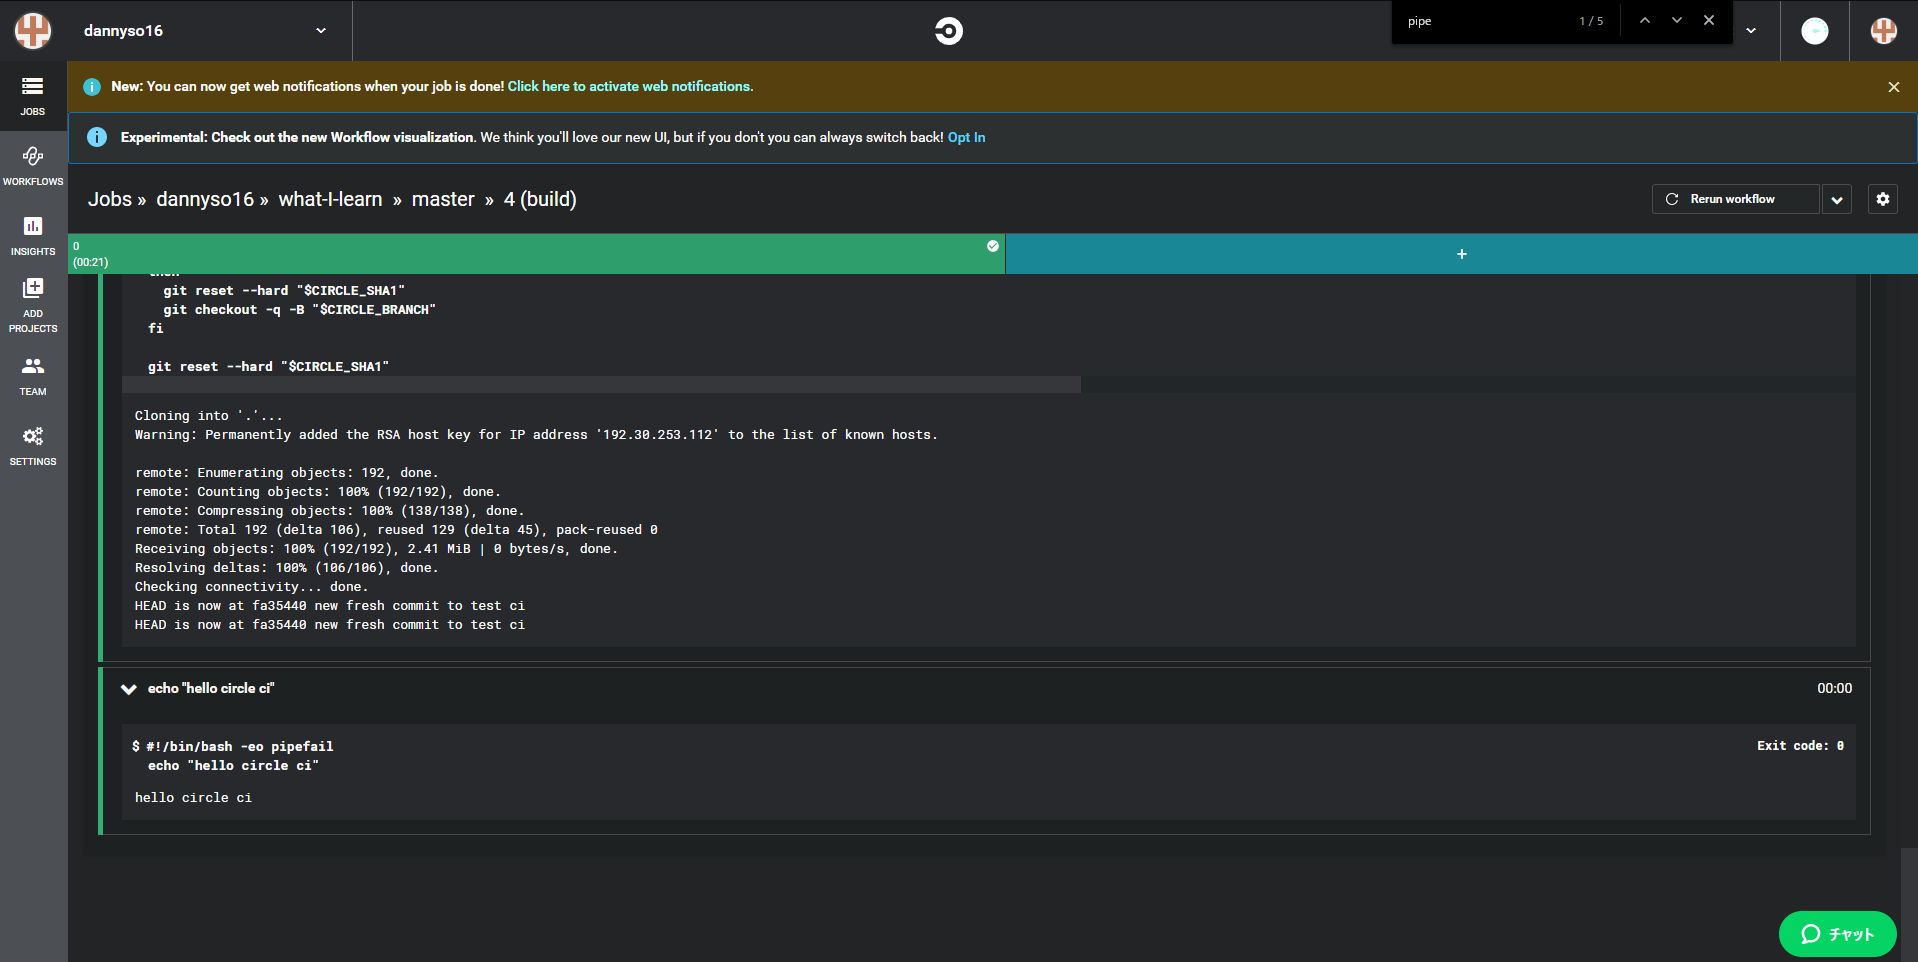 dannyso16
pipe 1 / 5
JOBS
New: You can now get web notifications when your job is done! Click here to activate web notifications.
WORKFLOWS
Experimental: Check out the new Workflow visualization. We think you'll love our new UI, but if you don't you can always switch back! Opt In
Jobs » dannyso16 » what-I-learn » master » 4 (build)
Rerun workflow
INSIGHTS
0
(00:21)
+
ADD
PROJECTS
TEAM
SETTINGS
then
git reset --hard "$CIRCLE_SHA1"
git checkout -q -B "$CIRCLE_BRANCH"
fi
git reset --hard "$CIRCLE_SHA1"
Cloning into '.'...
Warning: Permanently added the RSA host key for IP address '192.30.253.112' to the list of known hosts.
remote: Enumerating objects: 192, done.
remote: Counting objects: 100% (192/192), done.
remote: Compressing objects: 100% (138/138), done.
remote: Total 192 (delta 106), reused 129 (delta 45), pack-reused 0
Receiving objects: 100% (192/192), 2.41 MiB | 0 bytes/s, done.
Resolving deltas: 100% (106/106), done.
Checking connectivity... done.
HEAD is now at fa35440 new fresh commit to test ci
HEAD is now at fa35440 new fresh commit to test ci
echo "hello circle ci" 00:00
$ #!/bin/bash -eo pipefail Exit code: 0
echo "hello circle ci"
hello circle ci
チャット